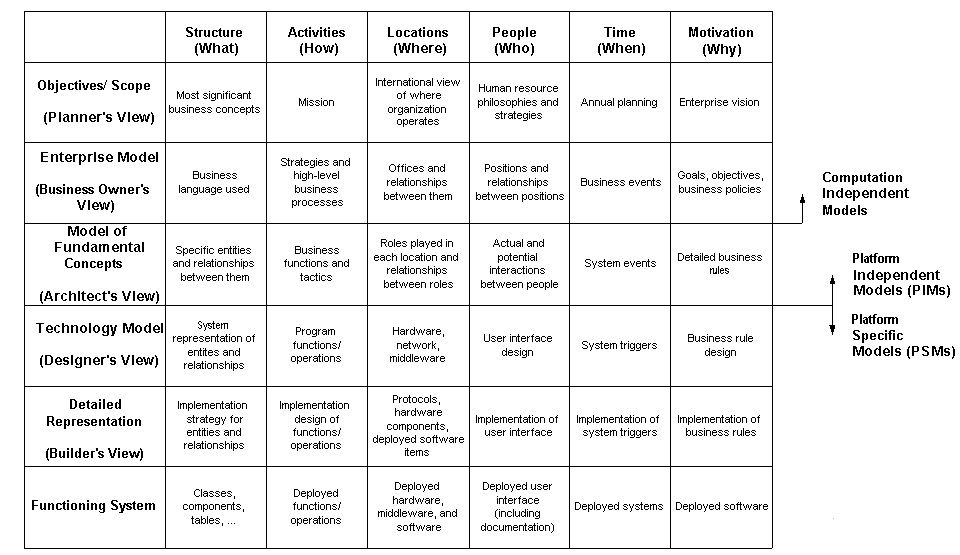 Structure
(What)
Activities
(How)
Locations
(Where)
People
(Who)
Time
(When)
Motivation
(Why)
Objectives/ Scope
(Planner's View)
Most significant
business concepts
Mission
International view
of where
organization
operates
Human resource
philosophies and
strategies
Annual planning
Enterprise vision
Enterprise Model
(Business Owner's
View)
Business
language used
Strategies and
high-level
business
processes
Offices and
relationships
between them
Positions and
relationships
between positions
Business events
Goals, objectives,
business policies
Computation
Independent
Models
Model of
Fundamental
Concepts
(Architect's View)
Specific entities
and relationships
between them
Business
functions and
tactics
Roles played in
each location and
relationships
between roles
Actual and
potential
interactions
between people
System events
Detailed business
rules
Platform
Independent
Models (PIMs)
Technology Model
(Designer's View)
System
representation of
entites and
relationships
Program
functions/
operations
Hardware,
network,
middleware
User interface
design
System triggers
Business rule
design
Platform
Specific
Models (PSMs)
Detailed
Representation
(Builder's View)
Implementation
strategy for
entities and
relationships
Implementation
design of
functions/
operations
Protocols,
hardware
components,
deployed software
items
Implementation of
user interface
Implementation of
system triggers
Implementation of
business rules
Functioning System
Classes,
components,
tables, ...
Deployed
functions/
operations
Deployed
hardware,
middleware, and
software
Deployed user
interface
(including
documentation)
Deployed systems
Deployed software